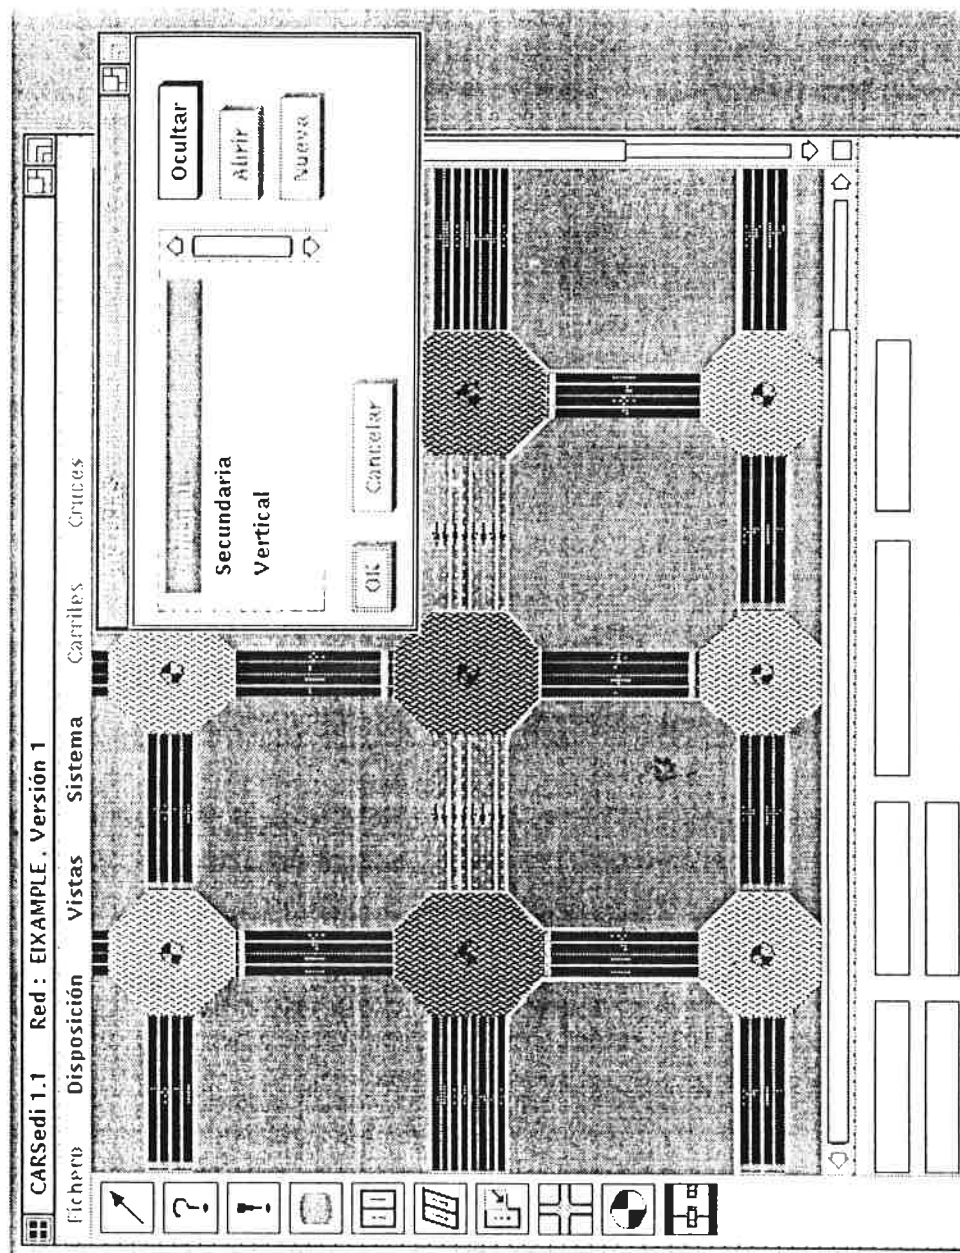 CARSedi 1.1 Red : EIXAMPLE , Versión 1
Fichero Disposición Vistas Sistema Carriles Cruces
Secundaria
Vertical
Ocultar
Abrir
Nueva
OK
Cancelar